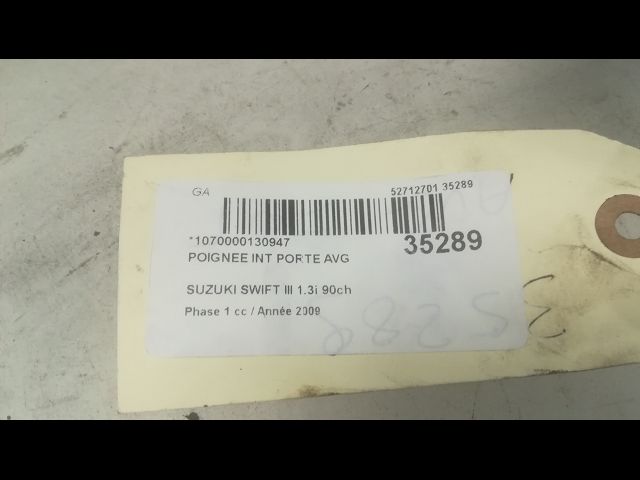 GA 52712701 35289
*1070000130947 35289
POIGNEE INT PORTE AVG
SUZUKI SWIFT III 1.3i 90ch
Phase 1 cc / Année 2009